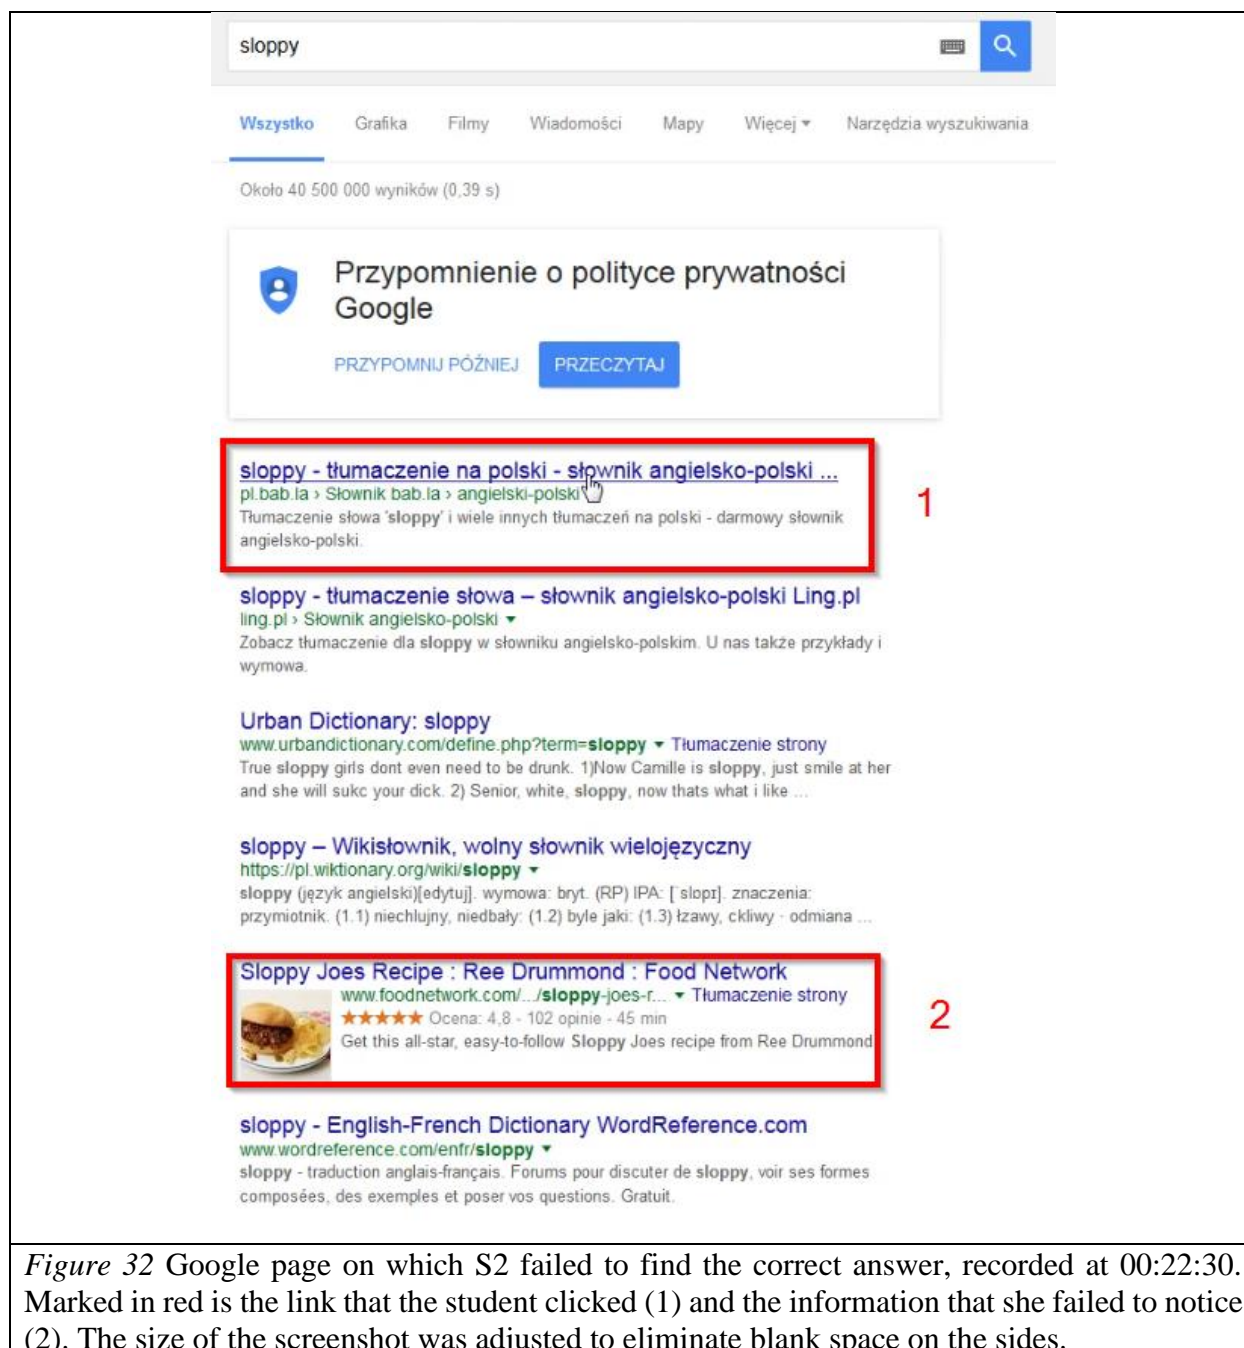 sloppy
Wszystko Grafika Filmy Wiadomości Mapy Więcej Narzędzia wyszukiwania
Około 40 500 000 wyników (0,39 s)
Przypomnienie o polityce prywatności
Google
PRZYPOMNIJ PÓŹNIEJ PRZECZYTAJ
sloppy - tłumaczenie na polski - słownik angielsko-polski ...
pl.bab.la › Słownik bab.la › angielski-polski
1
Tłumaczenie słowa 'sloppy' i wiele innych tłumaczeń na polski - darmowy słownik
angielsko-polski.
sloppy - tłumaczenie słowa – słownik angielsko-polski Ling.pl
ling.pl › Słownik angielsko-polski
Zobacz tłumaczenie dla sloppy w słowniku angielsko-polskim. U nas także przykłady i
wymowa.
Urban Dictionary: sloppy
www.urbandictionary.com/define.php?term=sloppy Tłumaczenie strony
True sloppy girls dont even need to be drunk. 1)Now Camille is sloppy, just smile at her
and she will sukc your dick. 2) Senior, white, sloppy, now thats what i like ...
sloppy – Wikisłownik, wolny słownik wielojęzyczny
https://pl.wiktionary.org/wiki/sloppy
sloppy (język angielski)[edytuj]. wymowa: bryt. (RP) IPA: [ˈslɒpɪ]. znaczenia:
przymiotnik. (1.1) niechlujny, niedbały: (1.2) byle jaki: (1.3) łzawy, ckliwy · odmiana ...
Sloppy Joes Recipe : Ree Drummond : Food Network
www.foodnetwork.com/.../sloppy-joes-r... Tłumaczenie strony
Ocena: 4,8 - 102 opinie - 45 min
2
Get this all-star, easy-to-follow Sloppy Joes recipe from Ree Drummond
sloppy - English-French Dictionary WordReference.com
www.wordreference.com/enfr/sloppy
sloppy - traduction anglais-français. Forums pour discuter de sloppy, voir ses formes
composées, des exemples et poser vos questions. Gratuit.
Figure 32 Google page on which S2 failed to find the correct answer, recorded at 00:22:30.
Marked in red is the link that the student clicked (1) and the information that she failed to notice
(2). The size of the screenshot was adjusted to eliminate blank space on the sides.